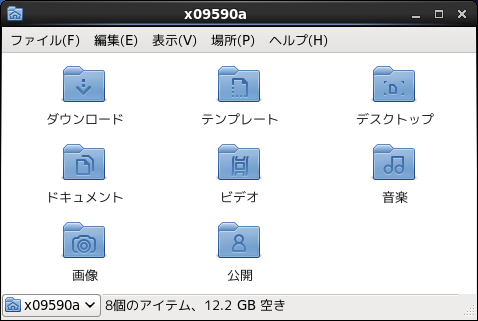 x09590a
ファイル(F) 編集(E) 表示(V) 場所(P) ヘルプ(H)
ダウンロード テンプレート デスクトップ
ドキュメント ビデオ 音楽
画像 公開
x09590a 8個のアイテム、12.2 GB 空き